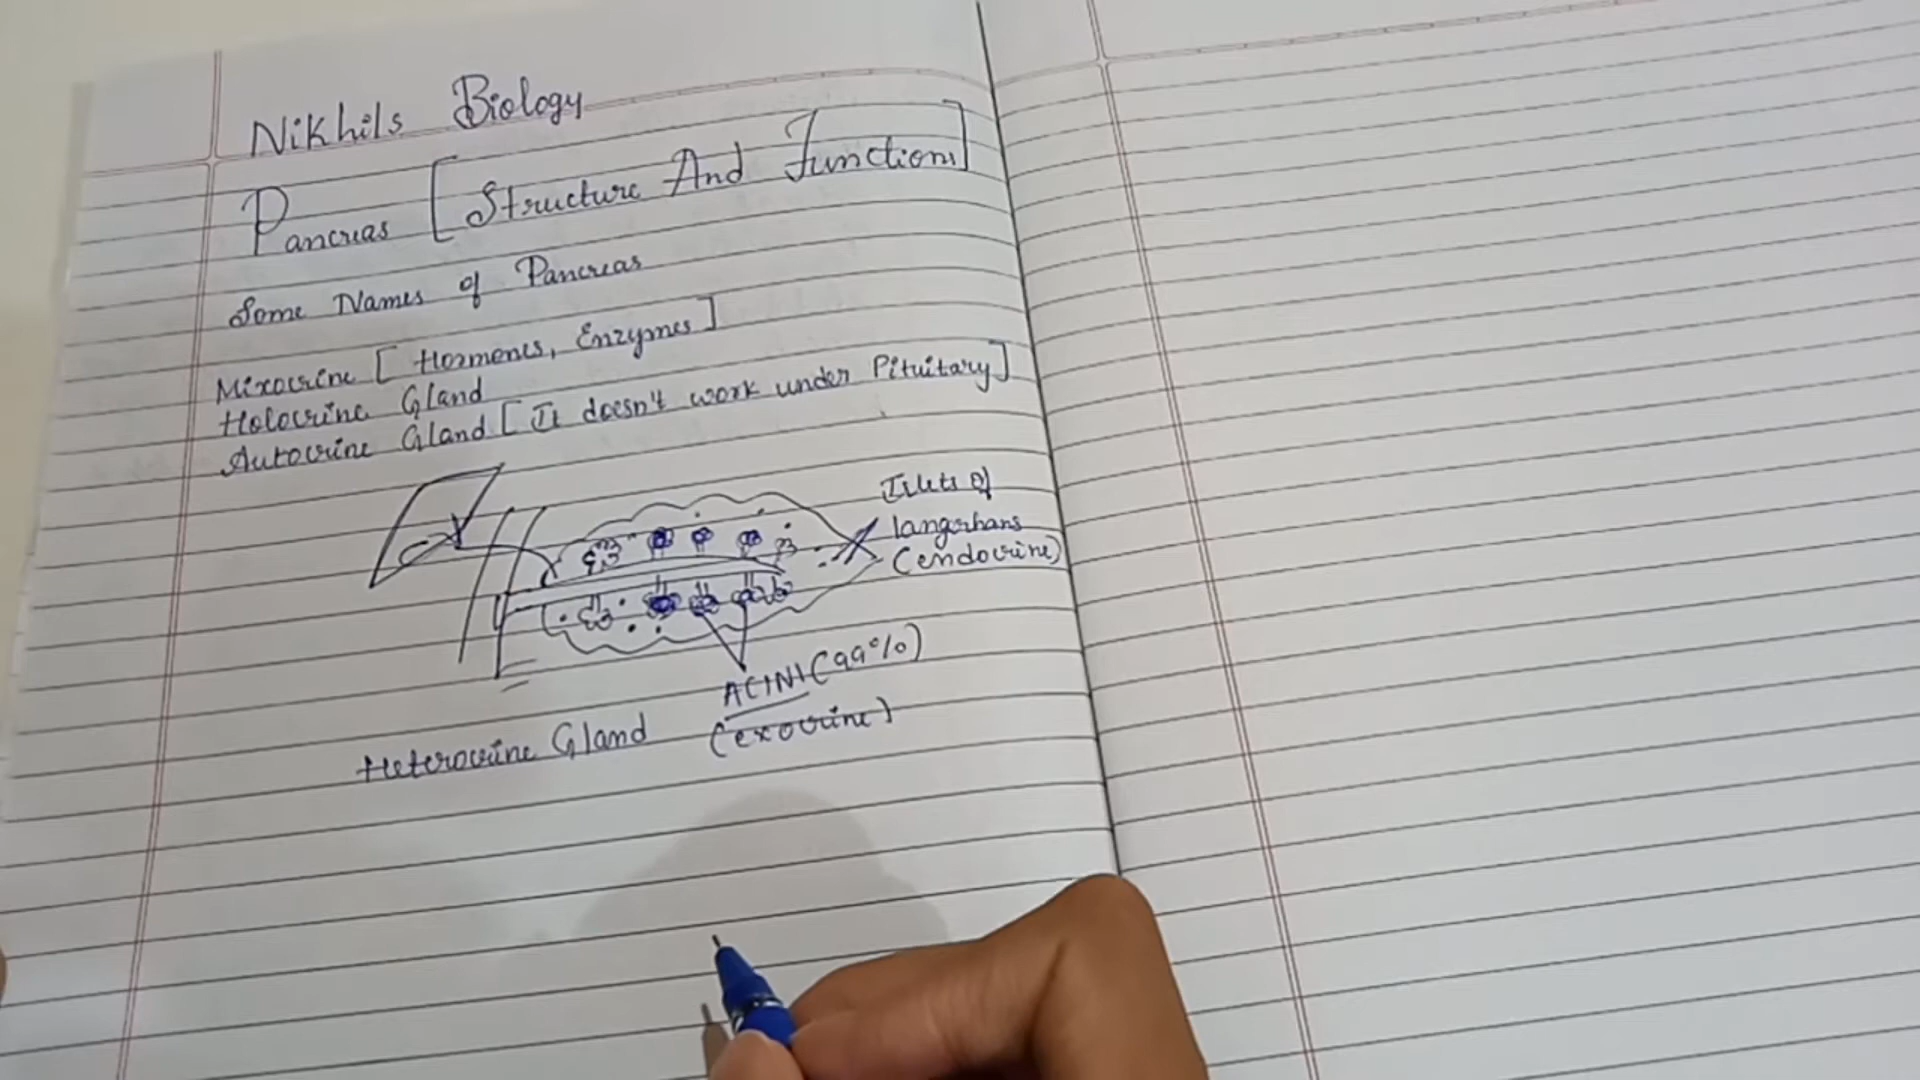 Nikhils Biology
Pancreas [Structure And Functions]
Some Names of Pancreas
Mixocrine [Hormones, Enzymes]
Holocrine Gland
Autocrine Gland [It doesn't work under Pituitary]
Islets of
langerhans
(endocrine)
ACINI (99%)
(exocrine)
Heterocrine Gland